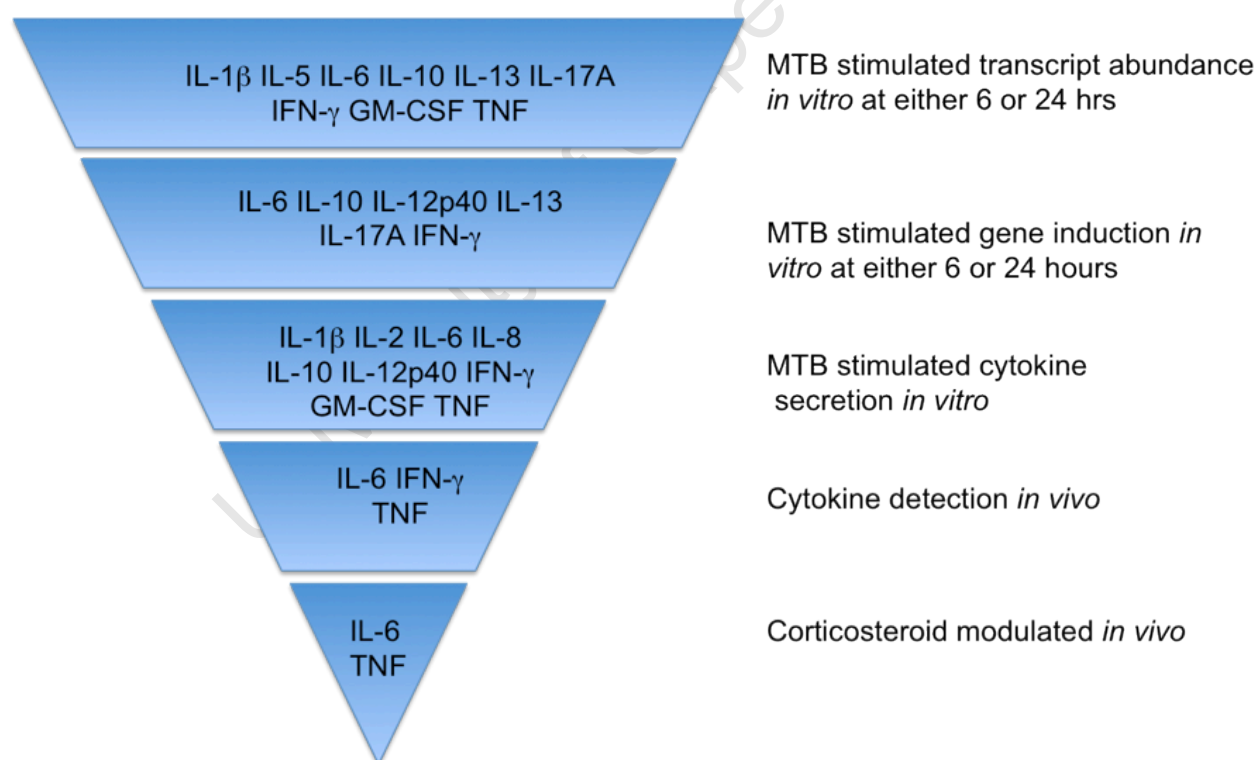 IL-1β IL-5 IL-6 IL-10 IL-13 IL-17A
IFN-γ GM-CSF TNF
MTB stimulated transcript abundance
in vitro at either 6 or 24 hrs
IL-6 IL-10 IL-12p40 IL-13
IL-17A IFN-γ
MTB stimulated gene induction in
vitro at either 6 or 24 hours
IL-1β IL-2 IL-6 IL-8
IL-10 IL-12p40 IFN-γ
GM-CSF TNF
MTB stimulated cytokine
secretion in vitro
IL-6 IFN-γ
TNF
Cytokine detection in vivo
IL-6
TNF
Corticosteroid modulated in vivo